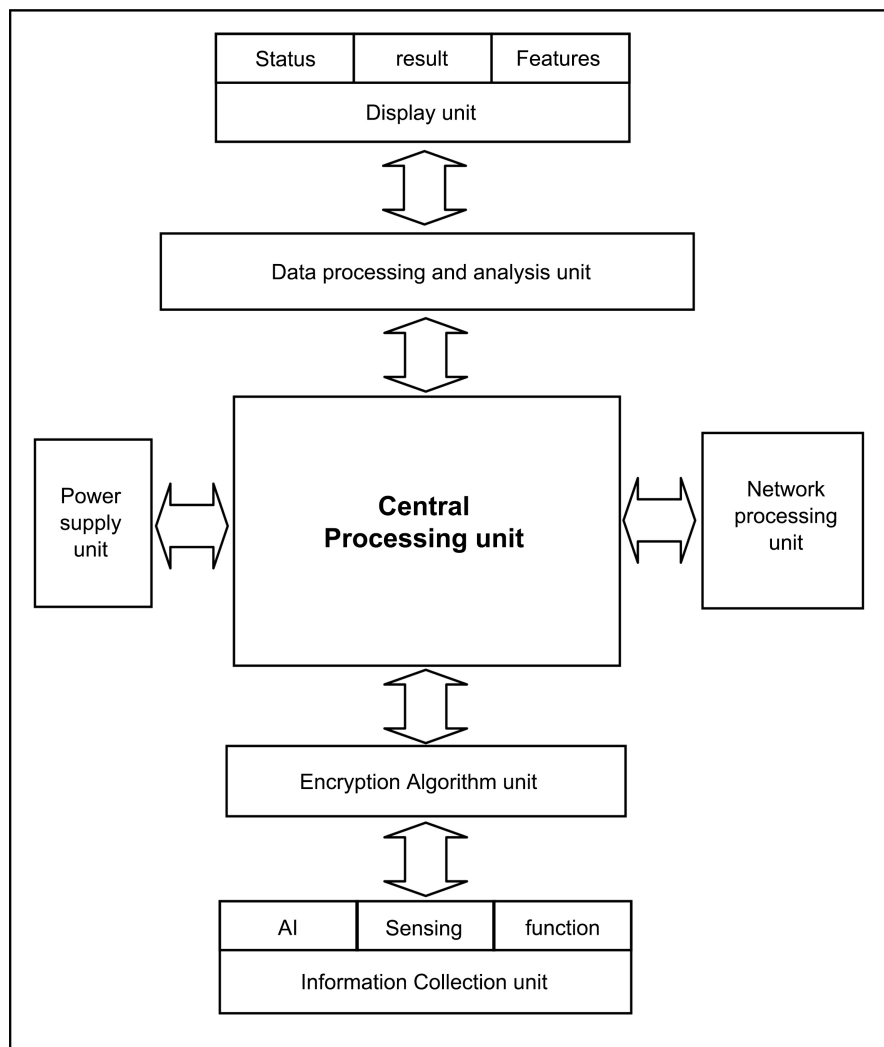 Status
result
Features
Display unit
Data processing and analysis unit
Power
supply
unit
Central
Processing unit
Network
processing
unit
Encryption Algorithm unit
AI
Sensing
function
Information Collection unit